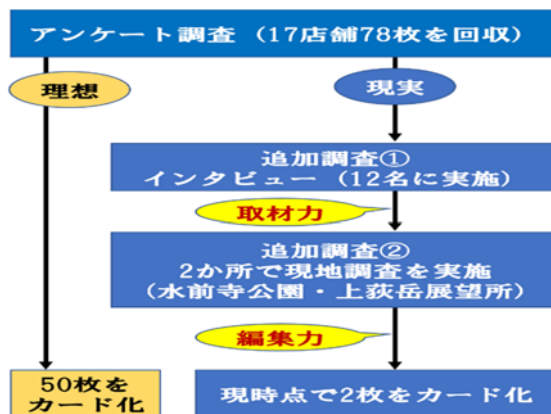 アンケート調査（17店舗78枚を回収）
理想
現実
追加調査①
インタビュー（12名に実施）
取材力
追加調査②
2か所で現地調査を実施
（水前寺公園・上荻岳展望所）
編集力
50枚を
カード化
現時点で2枚をカード化